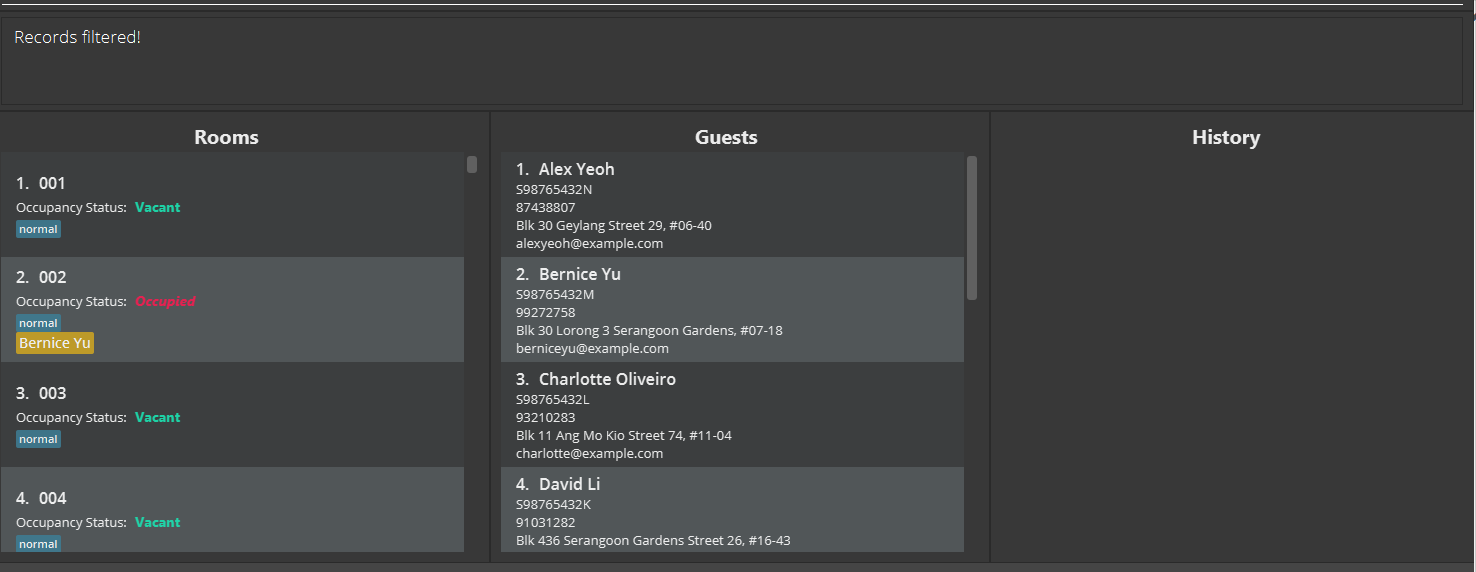 Records filtered!
Rooms
1. 001
Occupancy Status: Vacant
normal
2. 002
Occupancy Status: Occupied
normal
Bernice Yu
3. 003
Occupancy Status: Vacant
normal
4. 004
Occupancy Status: Vacant
normal
Guests
1. Alex Yeoh
S98765432N
87438807
Blk 30 Geylang Street 29, #06-40
alexyeoh@example.com
2. Bernice Yu
S98765432M
99272758
Blk 30 Lorong 3 Serangoon Gardens, #07-18
berniceyu@example.com
3. Charlotte Oliveiro
S98765432L
93210283
Blk 11 Ang Mo Kio Street 74, #11-04
charlotte@example.com
4. David Li
S98765432K
91031282
Blk 436 Serangoon Gardens Street 26, #16-43
History